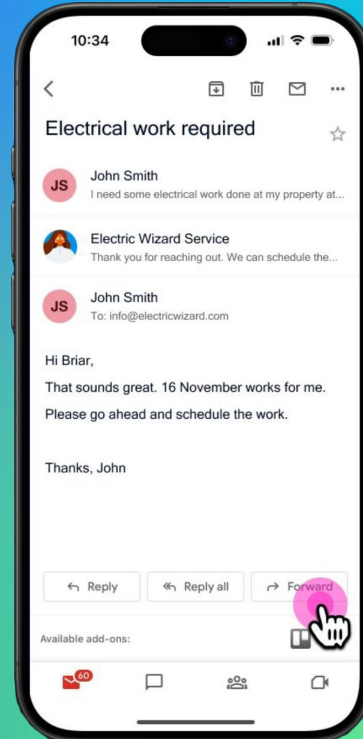 10:34
Electrical work required
JS
John Smith
I need some electrical work done at my property at...
Electric Wizard Service
Thank you for reaching out. We can schedule the...
JS
John Smith
To: info@electricwizard.com
Hi Briar,
That sounds great. 16 November works for me.
Please go ahead and schedule the work.
Thanks, John
Reply
Reply all
Forward
Available add-ons:
60